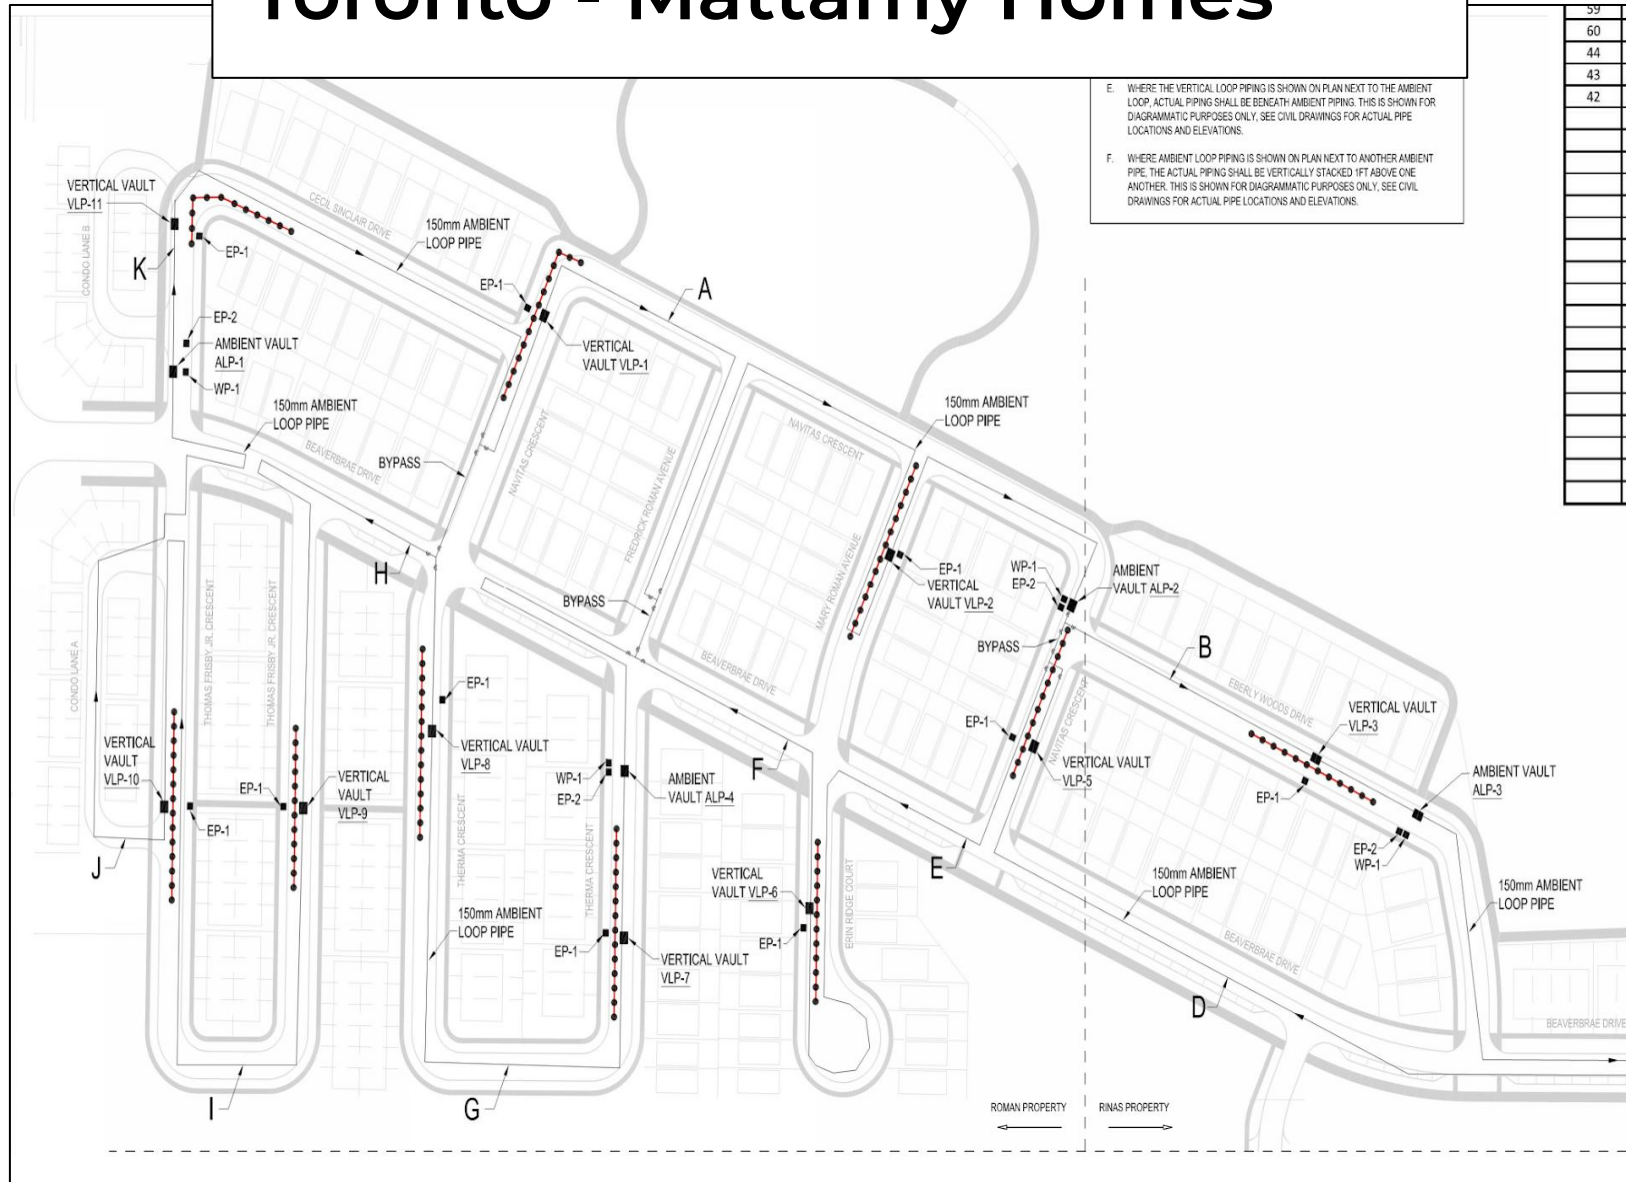 Toronto - Mattamy Homes
59
60
44
43
42
E. WHERE THE VERTICAL LOOP PIPING IS SHOWN ON PLAN NEXT TO THE AMBIENT
LOOP, ACTUAL PIPING SHALL BE BENEATH AMBIENT PIPING. THIS IS SHOWN FOR
DIAGRAMMATIC PURPOSES ONLY, SEE CIVIL DRAWINGS FOR ACTUAL PIPE
LOCATIONS AND ELEVATIONS.
F. WHERE AMBIENT LOOP PIPING IS SHOWN ON PLAN NEXT TO ANOTHER AMBIENT
PIPE, THE ACTUAL PIPING SHALL BE VERTICALLY STACKED 1FT ABOVE ONE
ANOTHER. THIS IS SHOWN FOR DIAGRAMMATIC PURPOSES ONLY, SEE CIVIL
DRAWINGS FOR ACTUAL PIPE LOCATIONS AND ELEVATIONS.
VERTICAL VAULT
VLP-11
CECIL SINCLAIR DRIVE
150mm AMBIENT
LOOP PIPE
CONDO LANE B
K
EP-1
EP-1
A
EP-2
AMBIENT VAULT
ALP-1
WP-1
VERTICAL
VAULT VLP-1
150mm AMBIENT
LOOP PIPE
150mm AMBIENT
LOOP PIPE
BEAVERBRAE DRIVE
BYPASS
NAVITAS CRESCENT
NAVITAS CRESCENT
FREDRICK ROMAN AVENUE
H
BYPASS
MARY ROMAN AVENUE
EP-1
VERTICAL
VAULT VLP-2
WP-1
EP-2
AMBIENT
VAULT ALP-2
BYPASS
B
CONDO LANE A
THOMAS FRISBY JR. CRESCENT
THOMAS FRISBY JR. CRESCENT
EP-1
BEAVERBRAE DRIVE
EBERLY WOODS DRIVE
VERTICAL VAULT
VLP-3
NAVITAS CRESCENT
EP-1
VERTICAL VAULT
VLP-5
VERTICAL
VAULT
VLP-10
VERTICAL VAULT
VLP-8
F
WP-1
EP-2
AMBIENT
VAULT ALP-4
AMBIENT VAULT
ALP-3
EP-1
EP-1
VERTICAL
VAULT
VLP-9
EP-1
EP-2
WP-1
J
THERMA CRESCENT
THERMA CRESCENT
VERTICAL
VAULT VLP-6
E
150mm AMBIENT
LOOP PIPE
150mm AMBIENT
LOOP PIPE
150mm AMBIENT
LOOP PIPE
EP-1
EP-1
ERIN RIDGE COURT
BEAVERBRAE DRIVE
VERTICAL VAULT
VLP-7
D
BEAVERBRAE DRIVE
I
G
ROMAN PROPERTY
RINAS PROPERTY